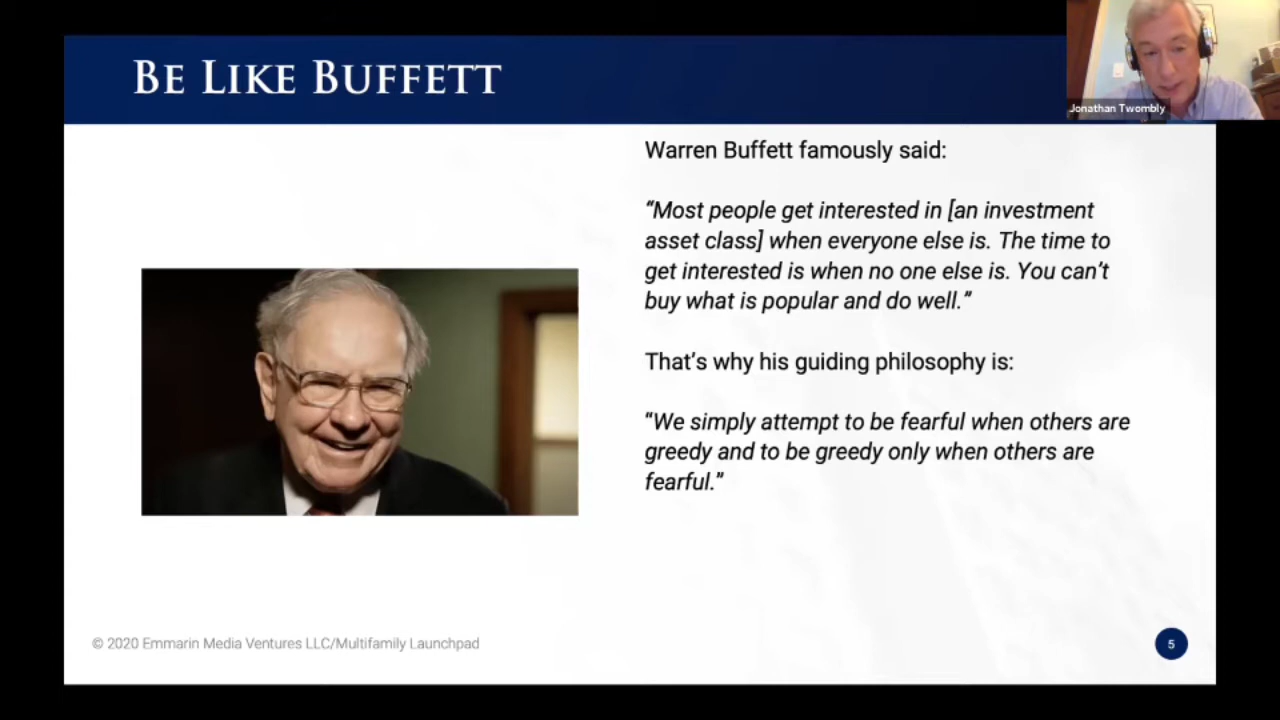 BE LIKE BUFFETT
Jonathan Twombly
Warren Buffett famously said:
“Most people get interested in [an investment
asset class] when everyone else is. The time to
get interested is when no one else is. You can’t
buy what is popular and do well.”
That’s why his guiding philosophy is:
“We simply attempt to be fearful when others are
greedy and to be greedy only when others are
fearful.”
© 2020 Emmarin Media Ventures LLC/Multifamily Launchpad
5